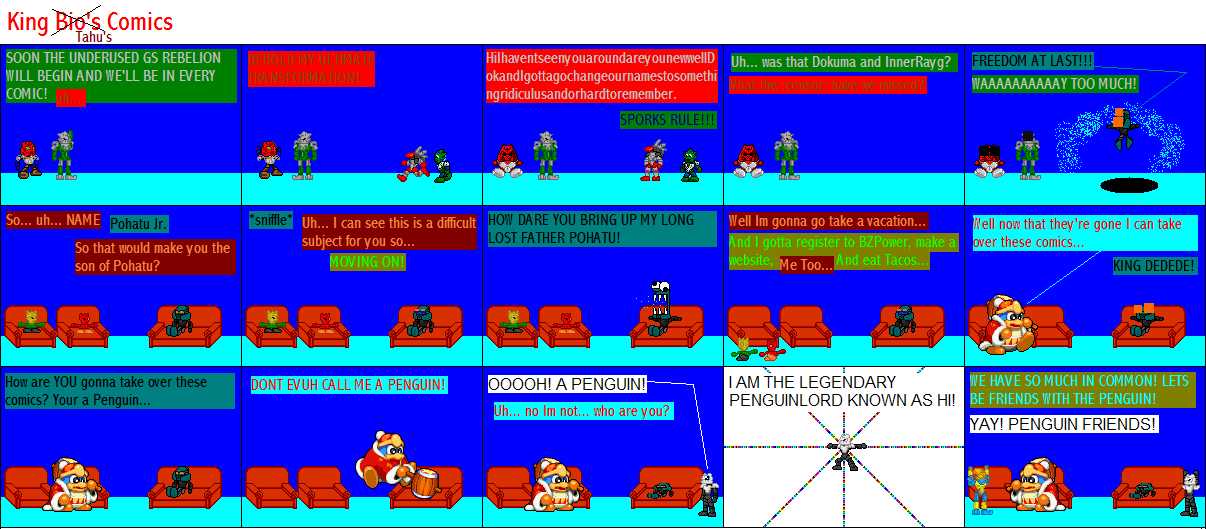 King Bio's Comics
Tahu's
SOON THE UNDERUSED GS REBELION
WILL BEGIN AND WE'LL BE IN EVERY
COMIC!
Uh...
BEHOLD MY ULTIMATE
TRANSFORMATION!
HiIhaventseenyouaroundareyounewwellD
okandIgottagochangeournamestosomethi
ngridiculusandorhardtoremember.
SPORKS RULE!!!
Uh... was that Dokuma and InnerRayg?
What the crimson have we missed?
FREEDOM AT LAST!!!
WAAAAAAAAAY TOO MUCH!
So... uh... NAME
Pohatu Jr.
So that would make you the
son of Pohatu?
*sniffle*
Uh... I can see this is a difficult
subject for you so...
MOVING ON!
HOW DARE YOU BRING UP MY LONG
LOST FATHER POHATU!
Well Im gonna go take a vacation...
And I gotta register to BZPower, make a
website, And eat Tacos...
Me Too...
Well now that they're gone I can take
over these comics...
KING DEDEDE!
How are YOU gonna take over these
comics? Your a Penguin...
DONT EVUH CALL ME A PENGUIN!
OOOOH! A PENGUIN!
Uh... no Im not... who are you?
I AM THE LEGENDARY
PENGUINLORD KNOWN AS HI!
WE HAVE SO MUCH IN COMMON! LETS
BE FRIENDS WITH THE PENGUIN!
YAY! PENGUIN FRIENDS!